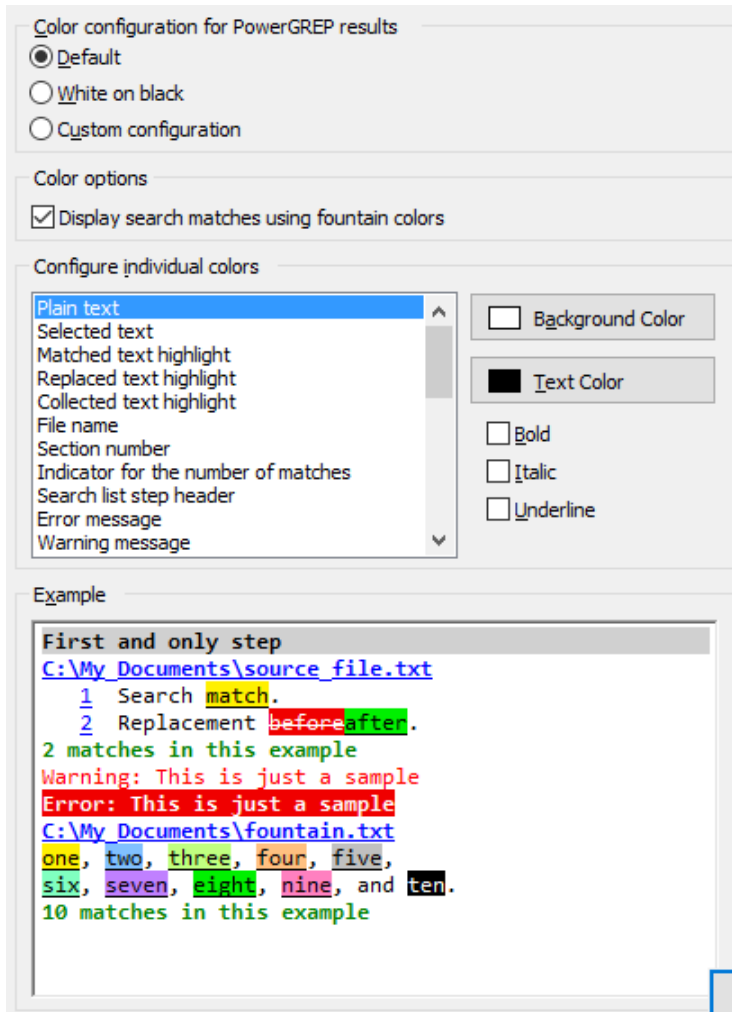 Color configuration for PowerGREP results
Default
White on black
Custom configuration
Color options
Display search matches using fountain colors
Configure individual colors
Plain text
Selected text
Matched text highlight
Replaced text highlight
Collected text highlight
File name
Section number
Indicator for the number of matches
Search list step header
Error message
Warning message
Background Color
Text Color
Bold
Italic
Underline
Example
First and only step
C:\My_Documents\source_file.txt
1 Search match.
2 Replacement beforeafter.
2 matches in this example
Warning: This is just a sample
Error: This is just a sample
C:\My_Documents\fountain.txt
one, two, three, four, five,
six, seven, eight, nine, and ten.
10 matches in this example